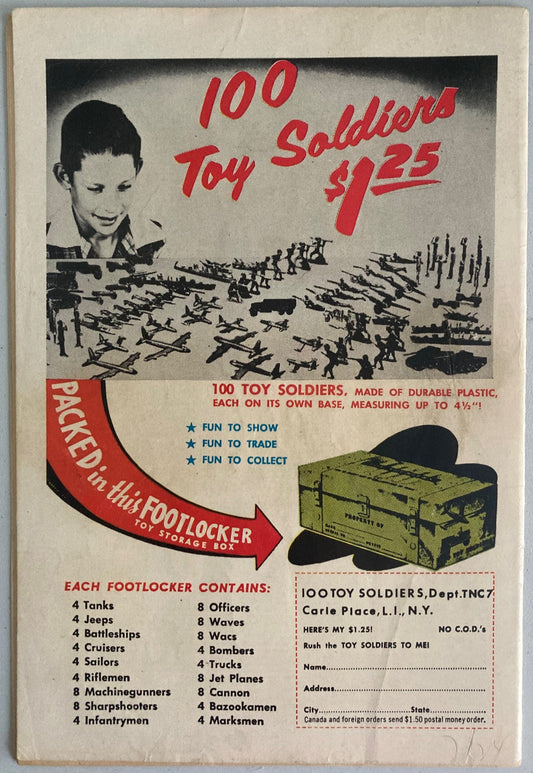 100
Toy Soldiers
$1.25
100 TOY SOLDIERS, MADE OF DURABLE PLASTIC,
EACH ON ITS OWN BASE, MEASURING UP TO 4½"!
★ FUN TO SHOW
★ FUN TO TRADE
★ FUN TO COLLECT
PACKED in this FOOTLOCKER
TOY STORAGE BOX
PROPERTY OF
EACH FOOTLOCKER CONTAINS:
4 Tanks
4 Jeeps
4 Battleships
4 Cruisers
4 Sailors
4 Riflemen
8 Machinegunners
8 Sharpshooters
4 Infantrymen
8 Officers
8 Waves
8 Wacs
4 Bombers
4 Trucks
8 Jet Planes
8 Cannon
4 Bazookamen
4 Marksmen
100 TOY SOLDIERS, Dept. TNC7
Carle Place, L.I., N.Y.
HERE'S MY $1.25! NO C.O.D.'s
Rush the TOY SOLDIERS TO ME!
Name
Address
City State
Canada and foreign orders send $1.50 postal money order.